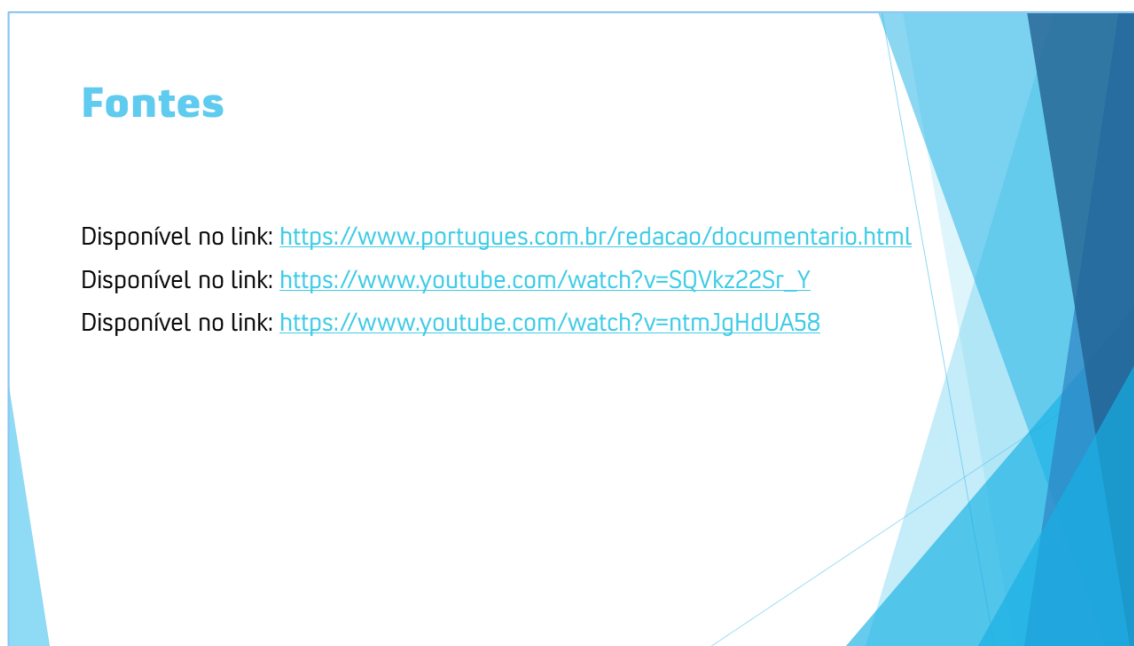 Fontes
Disponível no link: https://www.portugues.com.br/redacao/documentario.html
Disponível no link: https://www.youtube.com/watch?v=SQVkz22Sr_Y
Disponível no link: https://www.youtube.com/watch?v=ntmJgHdUA58